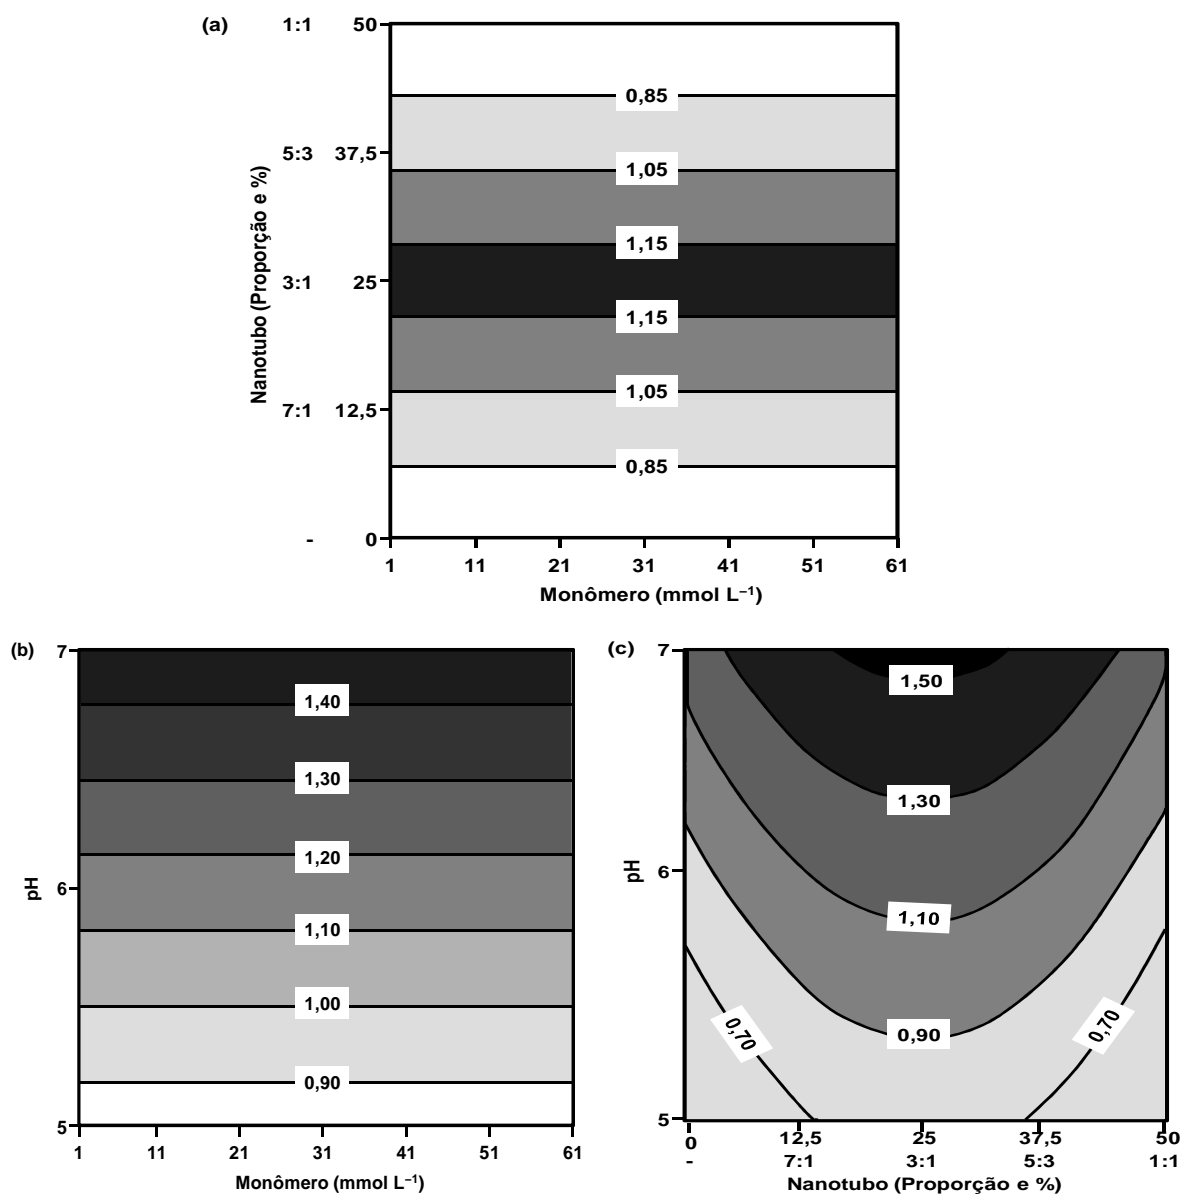 (a)
1:1 50
5:3 37,5
3:1 25
7:1 12,5
- 0
Nanotubo (Proporção e %)
0,85
1,05
1,15
1,15
1,05
0,85
1 11 21 31 41 51 61
Monômero (mmol L⁻¹)
(b)
7
6
5
pH
1,40
1,30
1,20
1,10
1,00
0,90
1 11 21 31 41 51 61
Monômero (mmol L⁻¹)
(c)
7
6
5
pH
1,50
1,30
1,10
0,90
0,70
0,70
0 12,5 25 37,5 50
- 7:1 3:1 5:3 1:1
Nanotubo (Proporção e %)